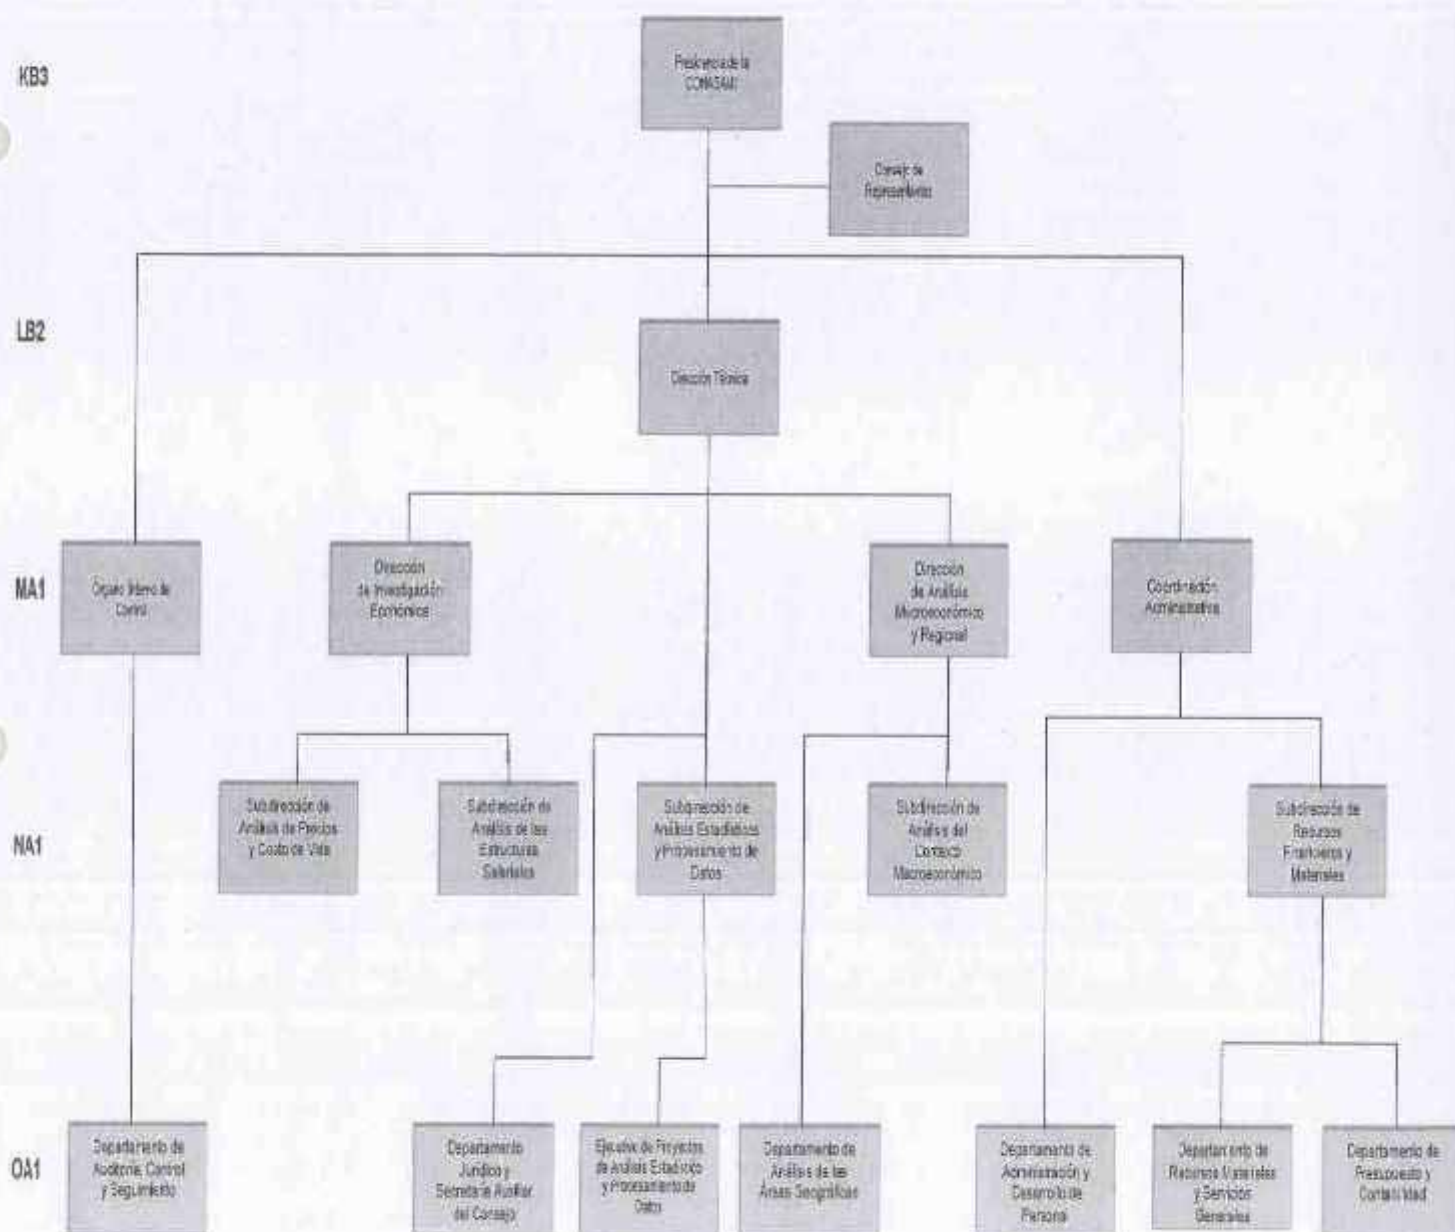 KB3
Presidencia de la
CONASAMI
Consejo de
Representantes
LB2
Dirección Técnica
MA1
Órgano Interno de
Control
Dirección
de Investigación
Económica
Dirección
de Análisis
Microeconómico
y Regional
Coordinación
Administrativa
NA1
Subdirección de
Análisis de Precios
y Costo de Vida
Subdirección de
Análisis de las
Estructuras
Salariales
Subdirección de
Análisis Estadísticos
y Procesamiento de
Datos
Subdirección de
Análisis del
Contexto
Macroeconómico
Subdirección de
Recursos
Financieros y
Materiales
OA1
Departamento de
Auditoría, Control
y Seguimiento
Departamento
Jurídico y
Secretaría Auxiliar
del Consejo
Ejecutivo de Proyectos
de Análisis Estadístico
y Procesamiento de
Datos
Departamento de
Análisis de las
Áreas Geográficas
Departamento de
Administración y
Desarrollo de
Personal
Departamento de
Recursos Materiales
y Servicios
Generales
Departamento de
Presupuesto y
Contabilidad